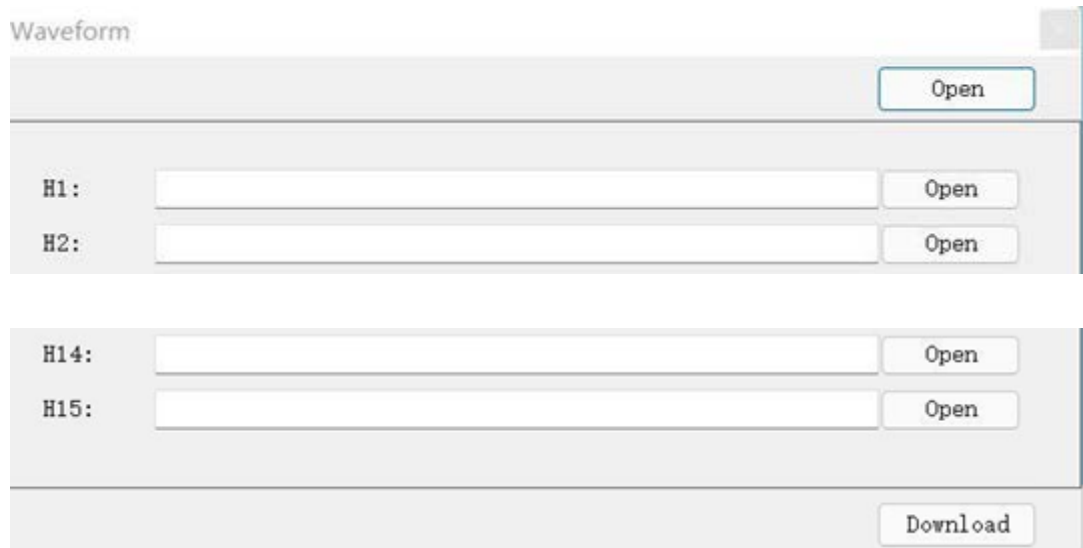 Waveform
Open
H1: Open
H2: Open
H14: Open
H15: Open
Download